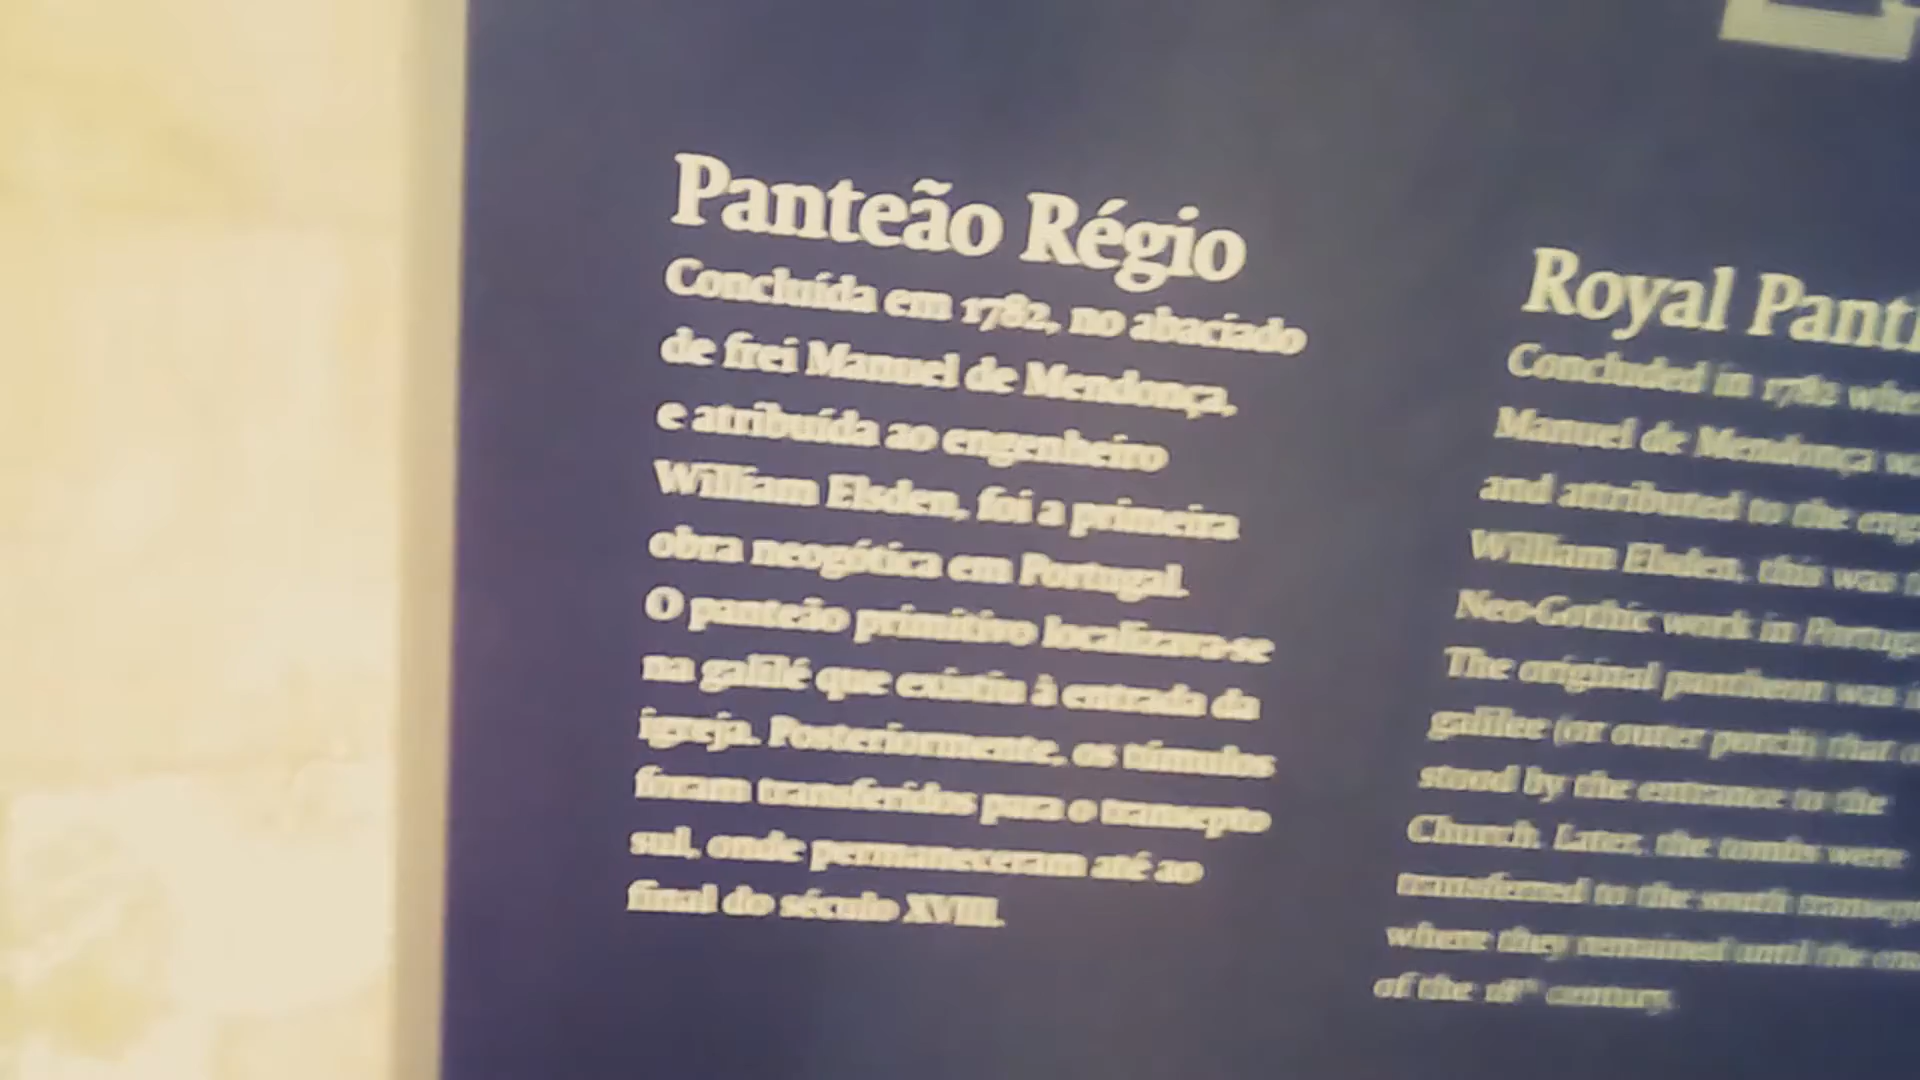 Panteão Régio
Concluída em 1782, no abaciado
de frei Manuel de Mendonça,
e atribuída ao engenheiro
William Elsden, foi a primeira
obra neogótica em Portugal.
O panteão primitivo localizava-se
na galilé que existia à entrada da
igreja. Posteriormente, os túmulos
foram transferidos para o transepto
sul, onde permaneceram até ao
final do século XVIII.
Royal
Concluded in 1782
Manuel de Mendonça
and attributed to the
William Elsden, this was
Neo-Gothic work in
The original pantheon was
galilee (or outer porch) that
stood by the entrance to the
Church. Later, the tombs were
transferred to the south
where they remained until the
of the 18th century.